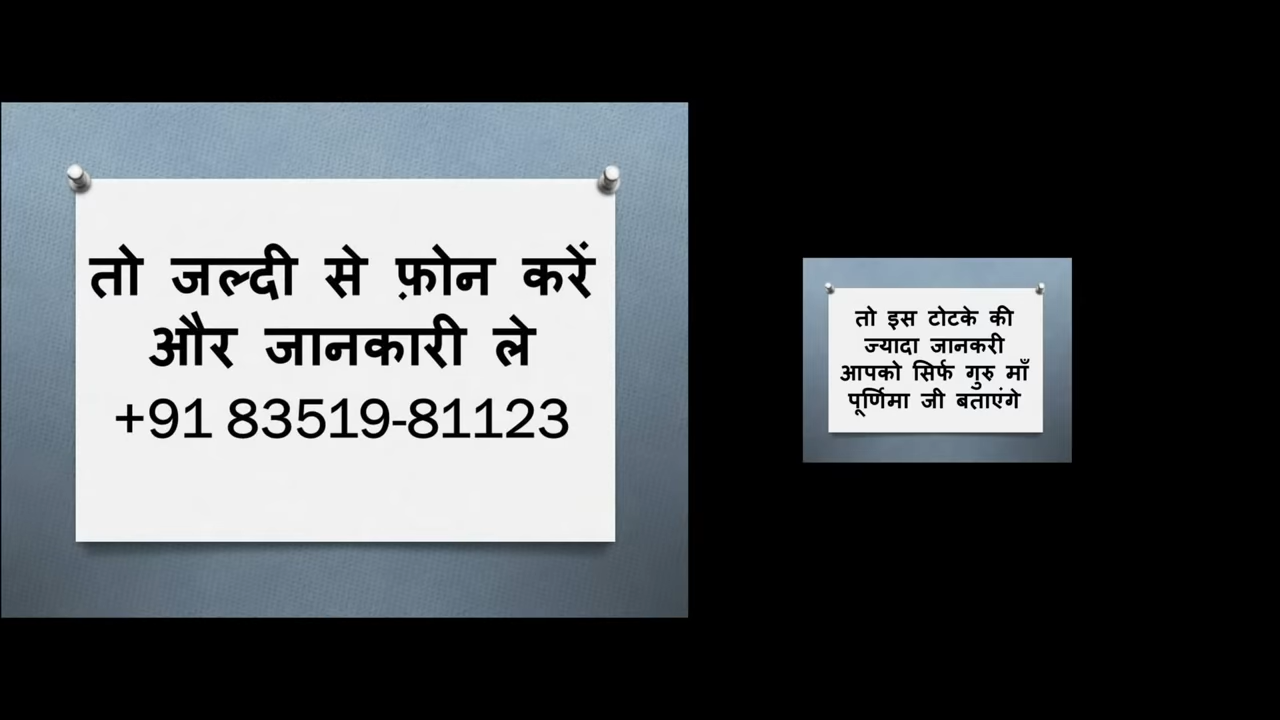 तो जल्दी से फ़ोन करें
और जानकारी ले
+91 83519-81123
तो इस टोटके की
ज्यादा जानकरी
आपको सिर्फ गुरु माँ
पूर्णिमा जी बताएंगे